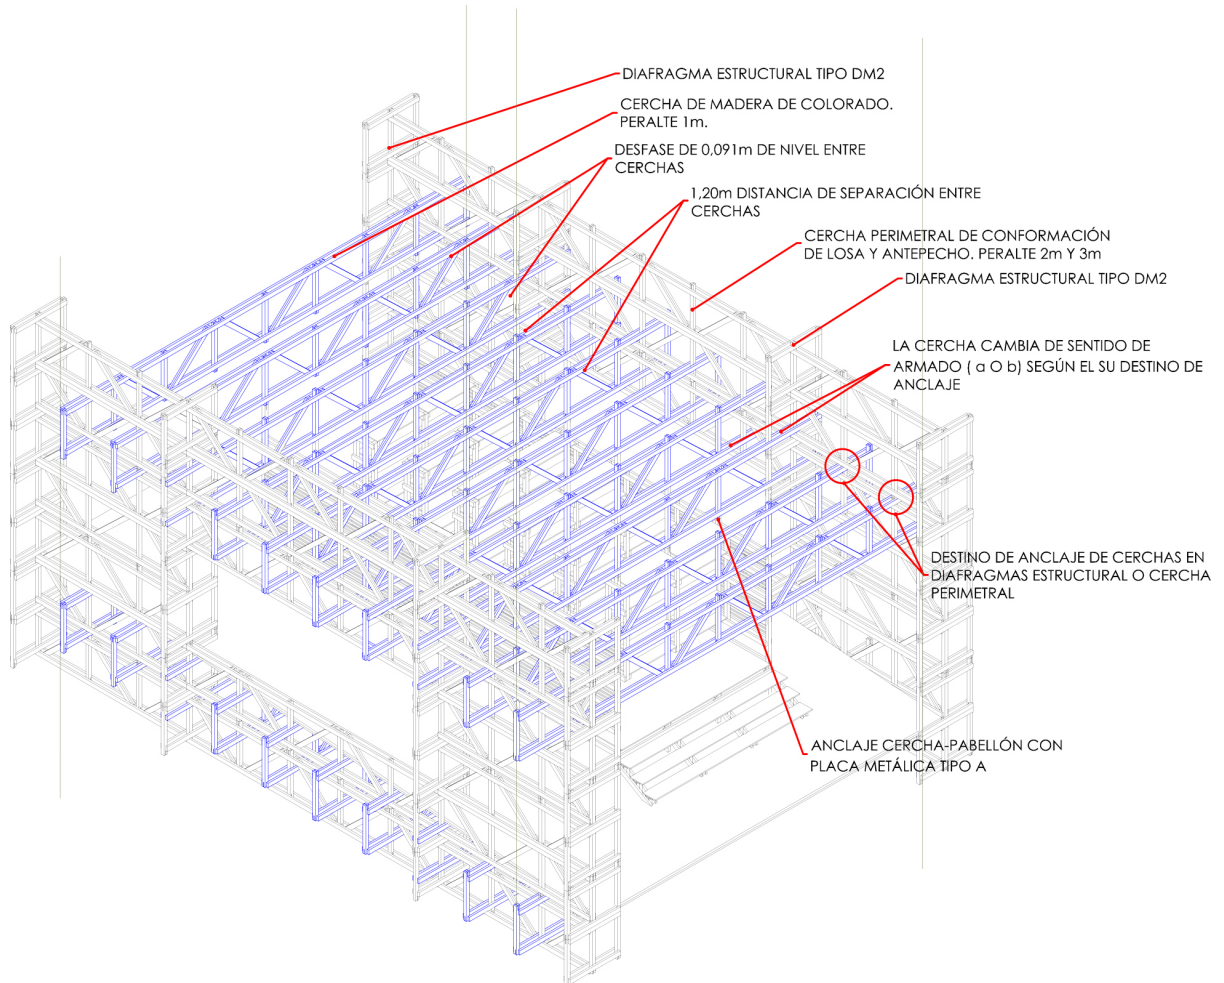 DIAFRAGMA ESTRUCTURAL TIPO DM2
CERCHA DE MADERA DE COLORADO.
PERALTE 1m.
DESFASE DE 0,091m DE NIVEL ENTRE
CERCHAS
1,20m DISTANCIA DE SEPARACIÓN ENTRE
CERCHAS
CERCHA PERIMETRAL DE CONFORMACIÓN
DE LOSA Y ANTEPECHO. PERALTE 2m Y 3m
DIAFRAGMA ESTRUCTURAL TIPO DM2
LA CERCHA CAMBIA DE SENTIDO DE
ARMADO ( a O b) SEGÚN EL SU DESTINO DE
ANCLAJE
DESTINO DE ANCLAJE DE CERCHAS EN
DIAFRAGMAS ESTRUCTURAL O CERCHA
PERIMETRAL
ANCLAJE CERCHA-PABELLÓN CON
PLACA METÁLICA TIPO A